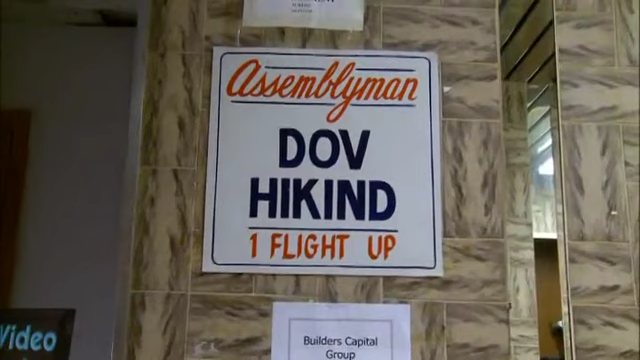 Assemblyman
DOV
HIKIND
1 FLIGHT UP
Video
Builders Capital
Group